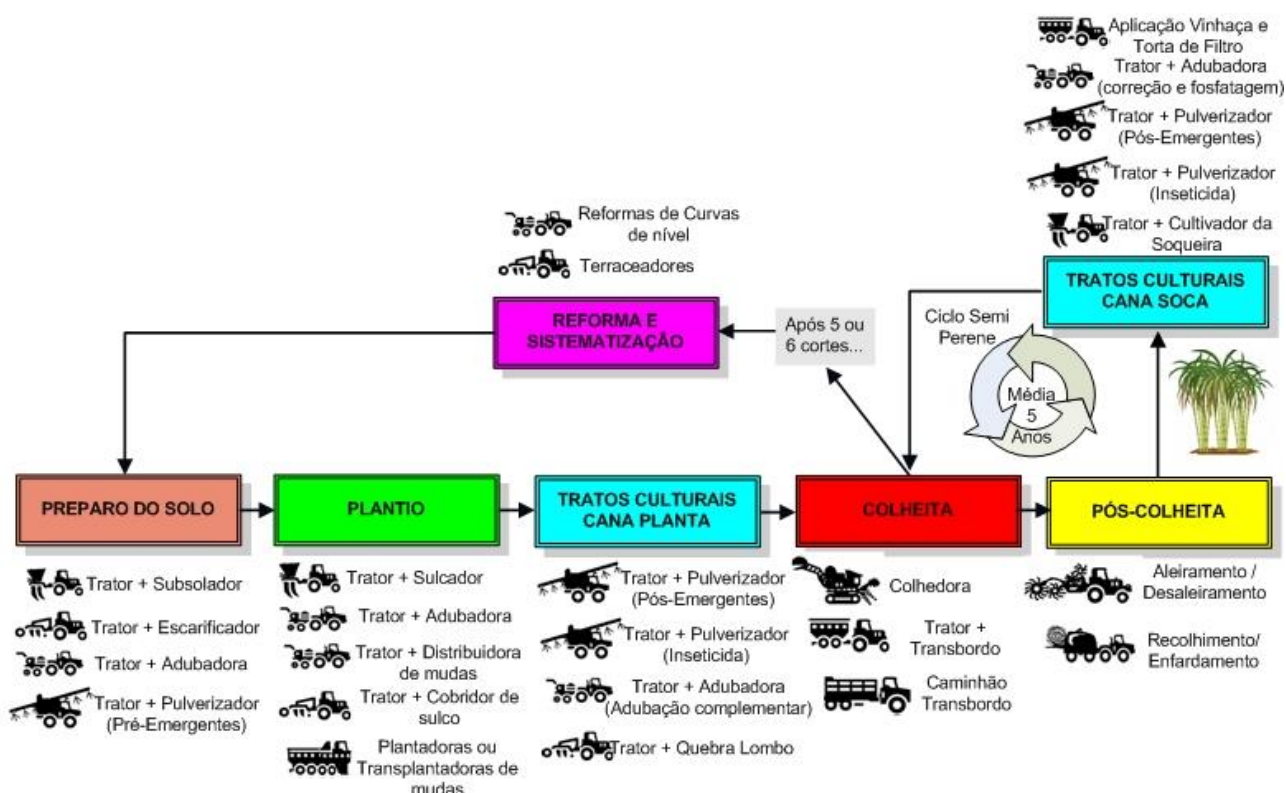 Aplicação Vinhaça e
Torta de Filtro
Trator + Adubadora
(correção e fosfatagem)
Trator + Pulverizador
(Pós-Emergentes)
Trator + Pulverizador
(Inseticida)
Trator + Cultivador da
Soqueira
TRATOS CULTURAIS
CANA SOCA
Reformas de Curvas
de nível
Terraceadores
REFORMA E
SISTEMATIZAÇÃO
Após 5 ou
6 cortes...
Ciclo Semi
Perene
Média
5
Anos
PREPARO DO SOLO
Trator + Subsolador
Trator + Escarificador
Trator + Adubadora
Trator + Pulverizador
(Pré-Emergentes)
PLANTIO
Trator + Sulcador
Trator + Adubadora
Trator + Distribuidora
de mudas
Trator + Cobridor de
sulco
Plantadoras ou
Transplantadoras de
mudas
TRATOS CULTURAIS
CANA PLANTA
Trator + Pulverizador
(Pós-Emergentes)
Trator + Pulverizador
(Inseticida)
Trator + Adubadora
(Adubação complementar)
Trator + Quebra Lombo
COLHEITA
Colhedora
Trator +
Transbordo
Caminhão
Transbordo
PÓS-COLHEITA
Aleiramento /
Desaleiramento
Recolhimento/
Enfardamento